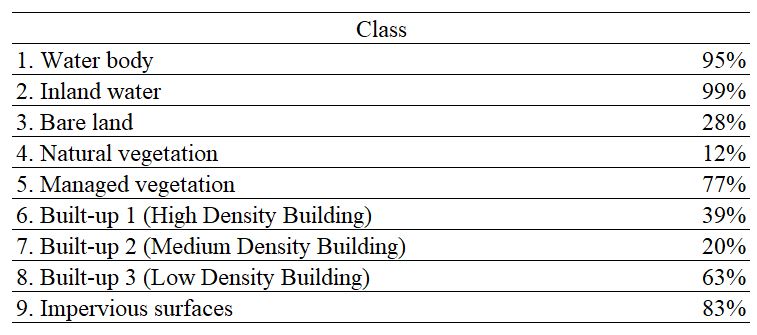 Class
1. Water body 95%
2. Inland water 99%
3. Bare land 28%
4. Natural vegetation 12%
5. Managed vegetation 77%
6. Built-up 1 (High Density Building) 39%
7. Built-up 2 (Medium Density Building) 20%
8. Built-up 3 (Low Density Building) 63%
9. Impervious surfaces 83%